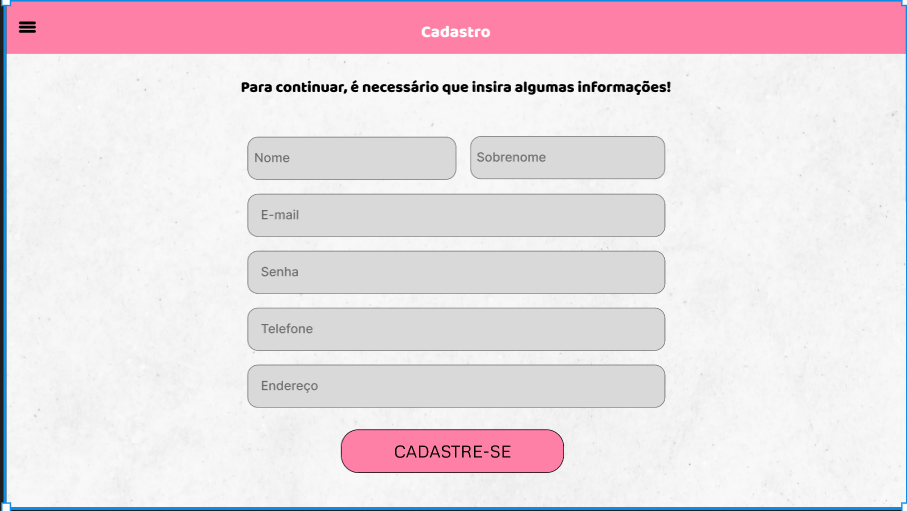 Cadastro
Para continuar, é necessário que insira algumas informações!
Nome Sobrenome
E-mail
Senha
Telefone
Endereço
CADASTRE-SE